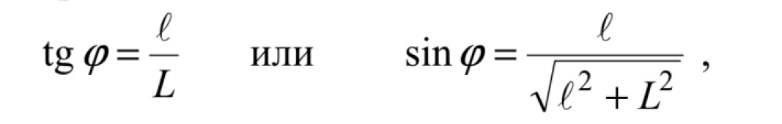 tg φ = ℓ/L или sin φ = ℓ/√(ℓ² + L²) ,